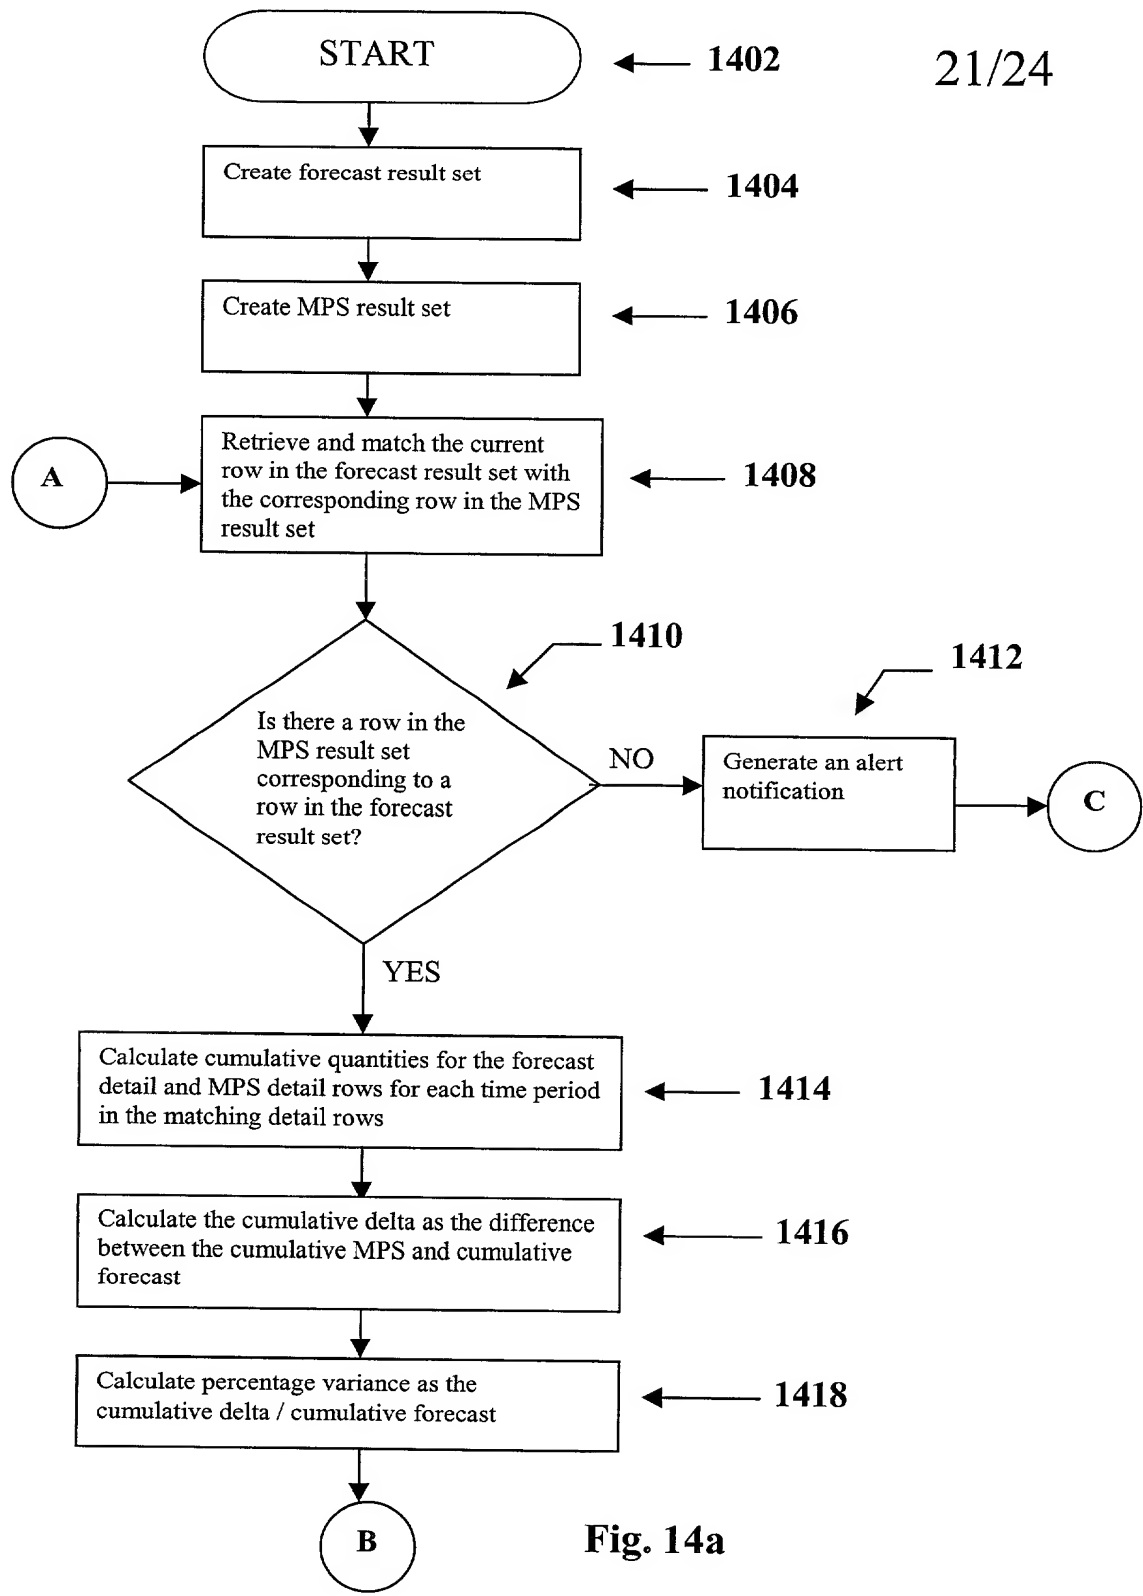 START
1402
21/24
Create forecast result set
1404
Create MPS result set
1406
A
Retrieve and match the current
row in the forecast result set with
the corresponding row in the MPS
result set
1408
1410
1412
Is there a row in the
MPS result set
corresponding to a
row in the forecast
result set?
NO
Generate an alert
notification
C
YES
Calculate cumulative quantities for the forecast
detail and MPS detail rows for each time period
in the matching detail rows
1414
Calculate the cumulative delta as the difference
between the cumulative MPS and cumulative
forecast
1416
Calculate percentage variance as the
cumulative delta / cumulative forecast
1418
B
Fig. 14a